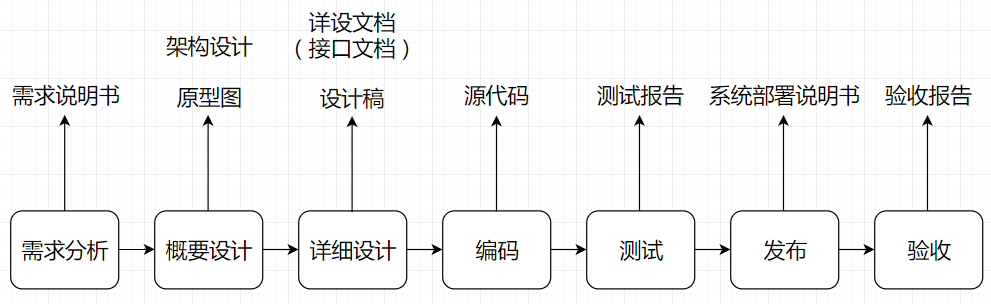 详设文档
架构设计
（接口文档）
需求说明书
原型图
设计稿
源代码
测试报告
系统部署说明书
验收报告
需求分析
概要设计
详细设计
编码
测试
发布
验收